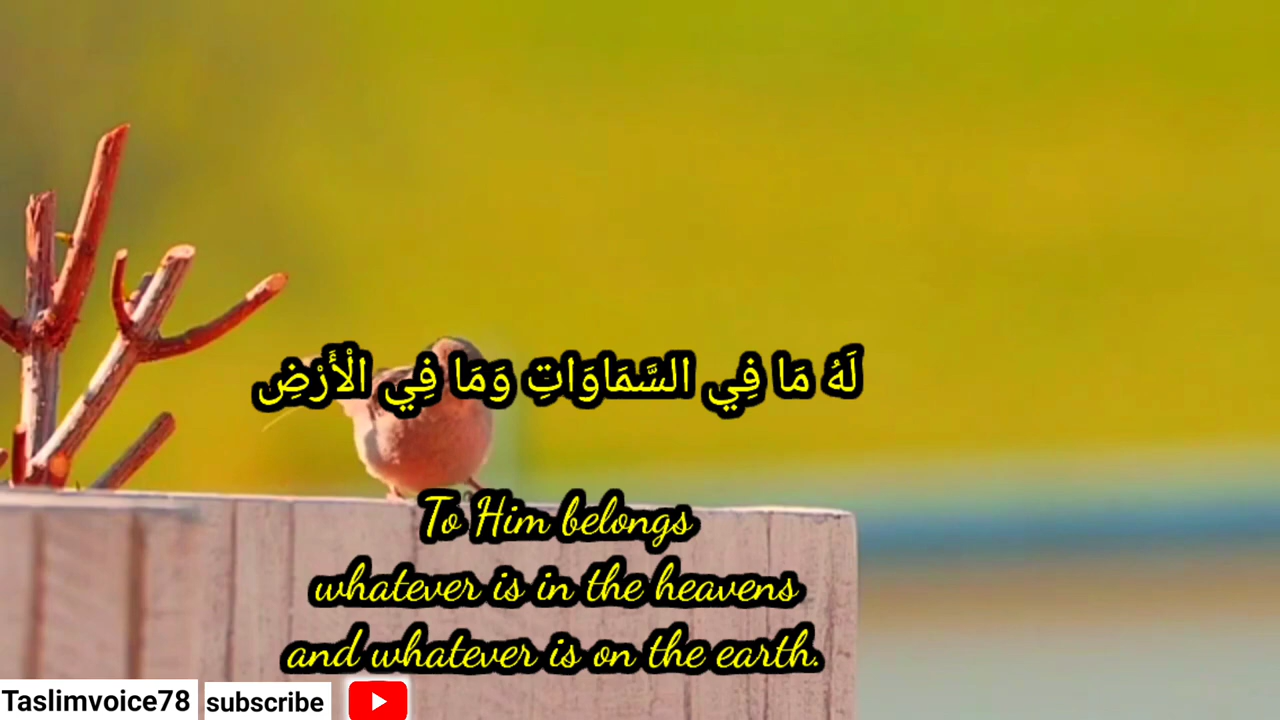 لَهُ مَا فِي السَّمَاوَاتِ وَمَا فِي الْأَرْضِ
To Him belongs
whatever is in the heavens
and whatever is on the earth.
Taslimvoice78 subscribe